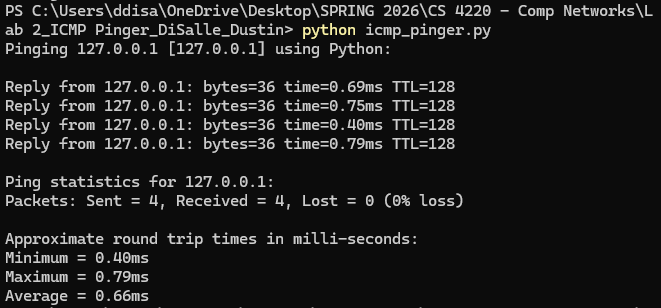 PS C:\Users\ddisa\OneDrive\Desktop\SPRING 2026\CS 4220 - Comp Networks\L
ab 2_ICMP Pinger_DiSalle_Dustin> python icmp_pinger.py
Pinging 127.0.0.1 [127.0.0.1] using Python:
Reply from 127.0.0.1: bytes=36 time=0.69ms TTL=128
Reply from 127.0.0.1: bytes=36 time=0.75ms TTL=128
Reply from 127.0.0.1: bytes=36 time=0.40ms TTL=128
Reply from 127.0.0.1: bytes=36 time=0.79ms TTL=128
Ping statistics for 127.0.0.1:
Packets: Sent = 4, Received = 4, Lost = 0 (0% loss)
Approximate round trip times in milli-seconds:
Minimum = 0.40ms
Maximum = 0.79ms
Average = 0.66ms